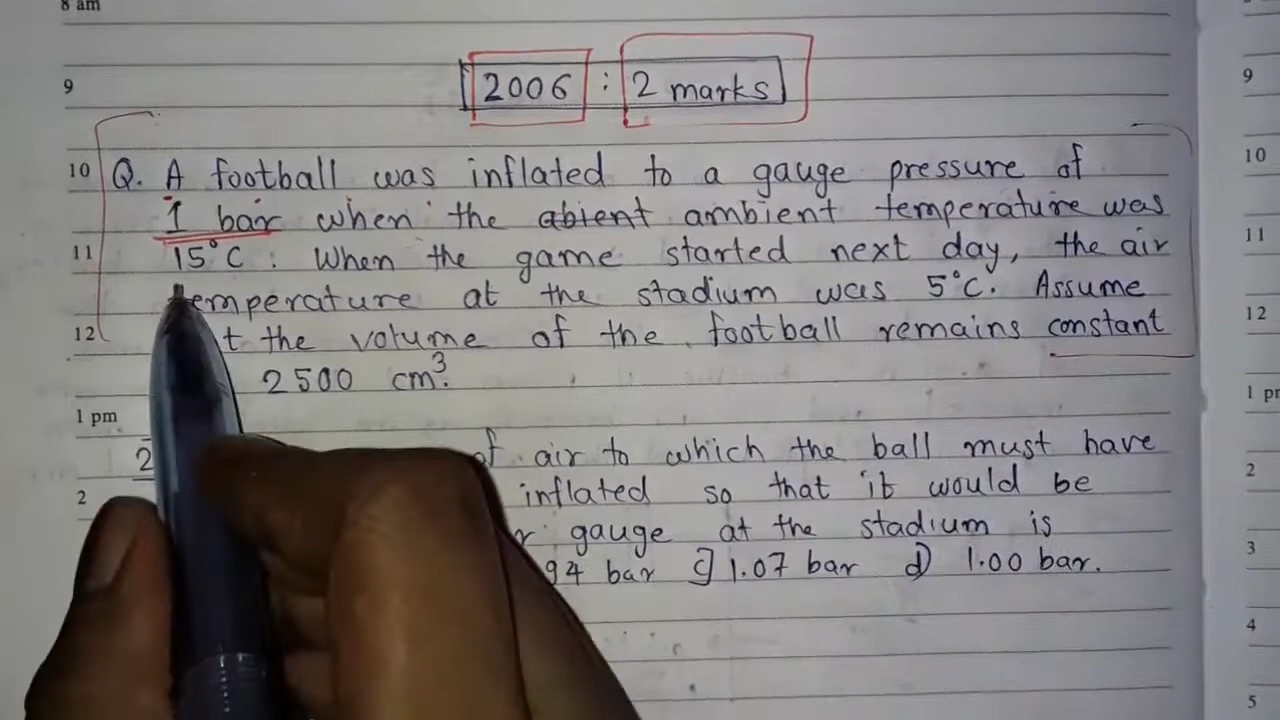 8 am
9
2006 : 2 marks
9
10 Q. A football was inflated to a gauge pressure of
10
1 bar when the abient ambient temperature was
11 15°C. When the game started next day, the air
11
temperature at the stadium was 5°C. Assume
12 t the volume of the football remains constant
12
2500 cm³.
1 pm
2 of air to which the ball must have
2
2 inflated so that it would be
gauge at the stadium is
3
94 bar c] 1.07 bar d) 1.00 bar.
4
5